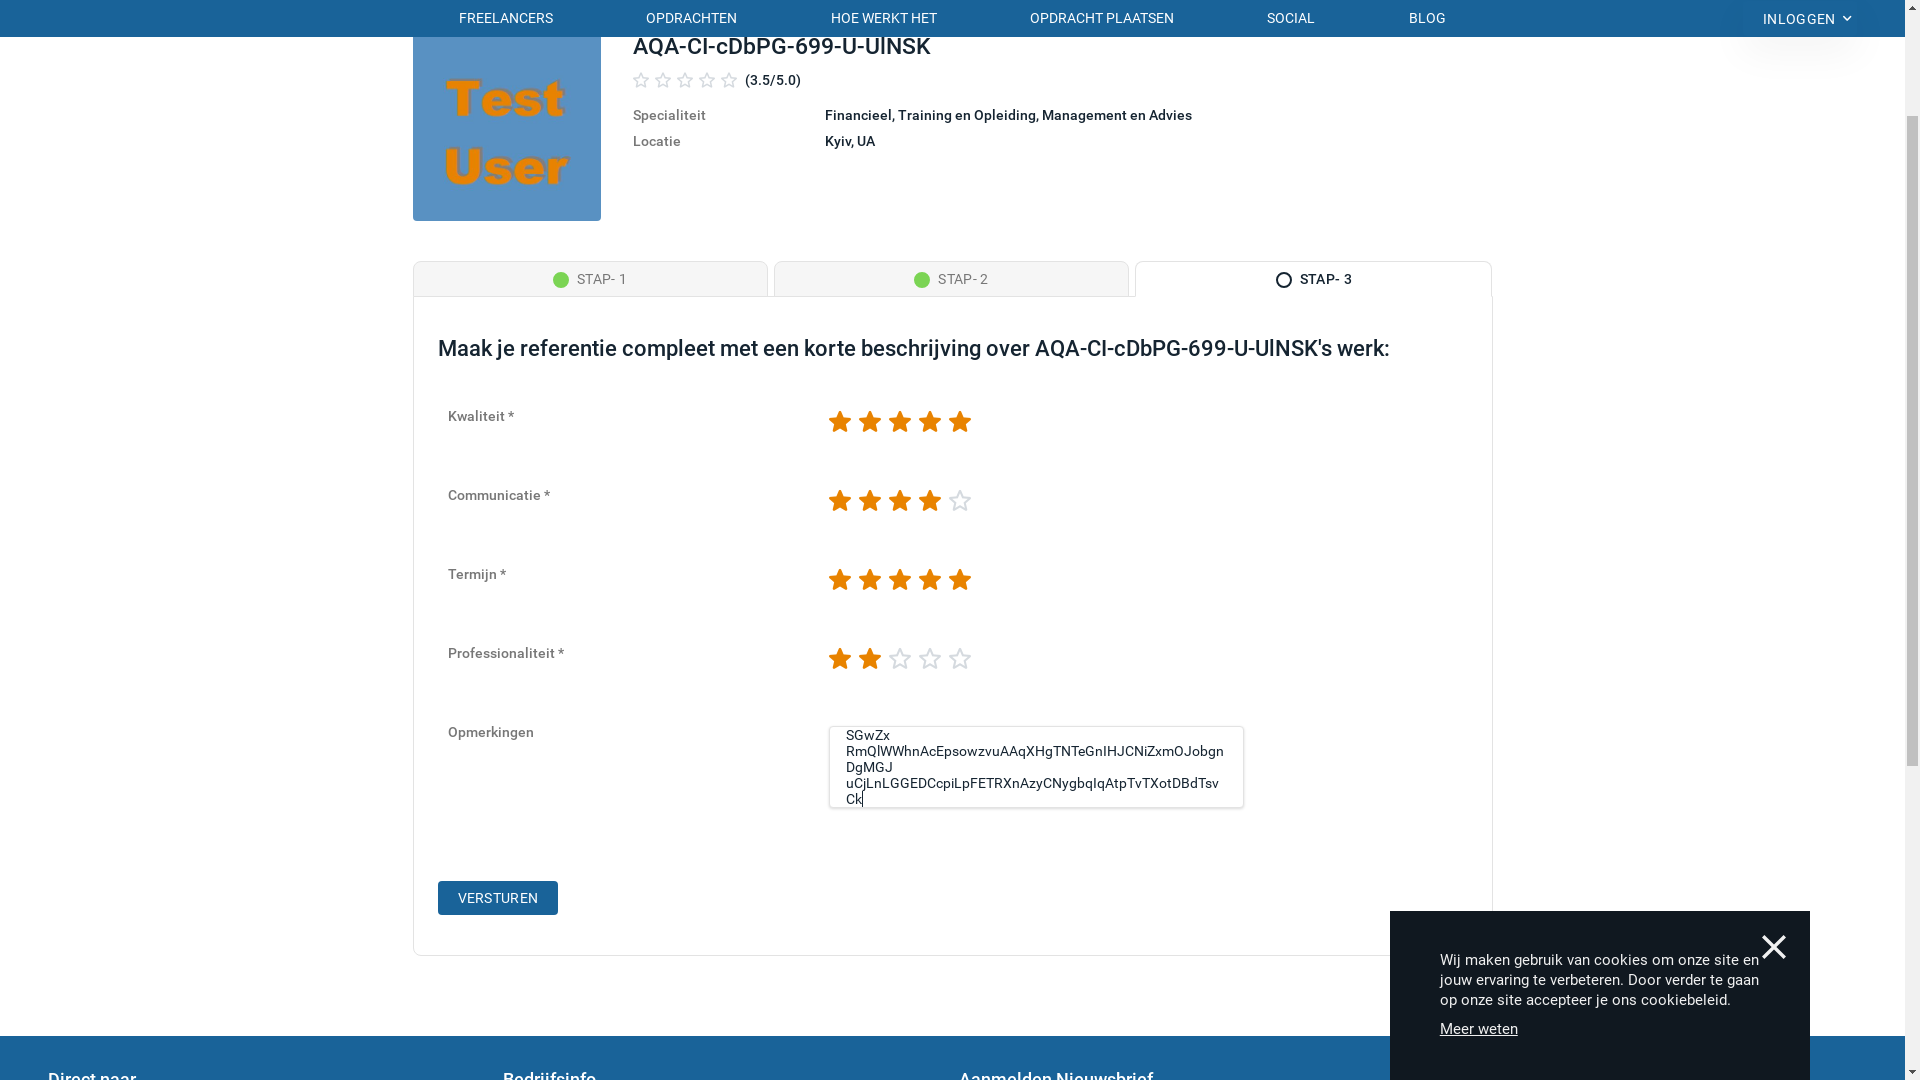 FREELANCERS OPDRACHTEN HOE WERKT HET OPDRACHT PLAATSEN SOCIAL BLOG INLOGGEN
AQA-CI-cDbPG-699-U-UlNSK
(3.5/5.0)
Test
User
Specialiteit Financieel, Training en Opleiding, Management en Advies
Locatie Kyiv, UA
STAP- 1 STAP- 2 STAP- 3
Maak je referentie compleet met een korte beschrijving over AQA-CI-cDbPG-699-U-UlNSK's werk:
Kwaliteit *
Communicatie *
Termijn *
Professionaliteit *
Opmerkingen
SGwZx
RmQlWWhnAcEpsowzvuAAqXHgTNTeGnIHJCNiZxmOJobgn
DgMGJ
uCjLnLGGEDCcpiLpFETRXnAzyCNygbqIqAtpTvTXotDBdTsv
Ck
VERSTUREN
Wij maken gebruik van cookies om onze site en
jouw ervaring te verbeteren. Door verder te gaan
op onze site accepteer je ons cookiebeleid.
Meer weten
Direct naar Bedrijfsinfo Aanmelden Nieuwsbrief